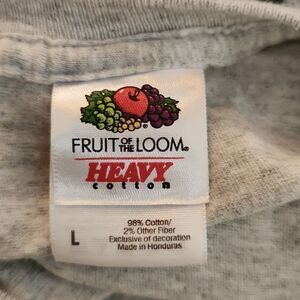 FRUIT OF THE LOOM®
HEAVY
cotton
L
98% Cotton/
2% Other Fiber
Exclusive of decoration
Made in Honduras